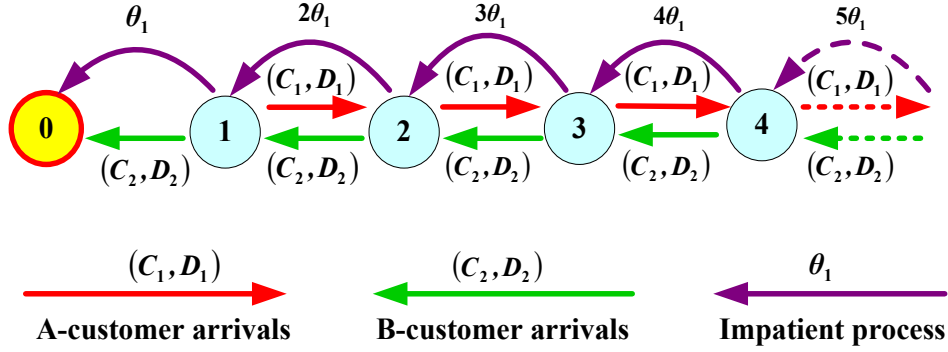 θ₁ 2θ₁ 3θ₁ 4θ₁ 5θ₁
(C₁, D₁) (C₁, D₁) (C₁, D₁) (C₁, D₁)
0 1 2 3 4
(C₂, D₂) (C₂, D₂) (C₂, D₂) (C₂, D₂) (C₂, D₂)
(C₁, D₁) (C₂, D₂) θ₁
A-customer arrivals B-customer arrivals Impatient process